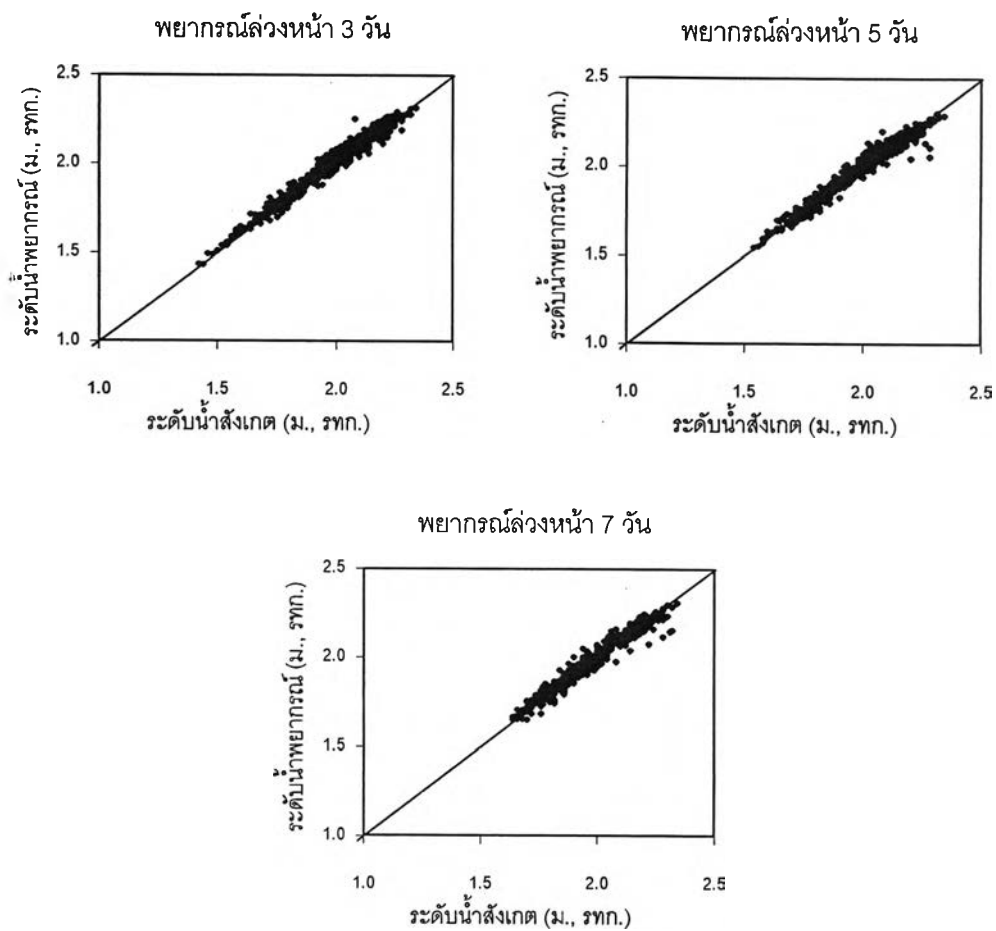 พยากรณ์ล่วงหน้า 3 วัน
ระดับน้ำพยากรณ์ (ม., รทก.)
2.5
2.0
1.5
1.0
1.0 1.5 2.0 2.5
ระดับน้ำสังเกต (ม., รทก.)
พยากรณ์ล่วงหน้า 5 วัน
ระดับน้ำพยากรณ์ (ม., รทก.)
2.5
2.0
1.5
1.0
1.0 1.5 2.0 2.5
ระดับน้ำสังเกต (ม., รทก.)
พยากรณ์ล่วงหน้า 7 วัน
ระดับน้ำพยากรณ์ (ม., รทก.)
2.5
2.0
1.5
1.0
1.0 1.5 2.0 2.5
ระดับน้ำสังเกต (ม., รทก.)